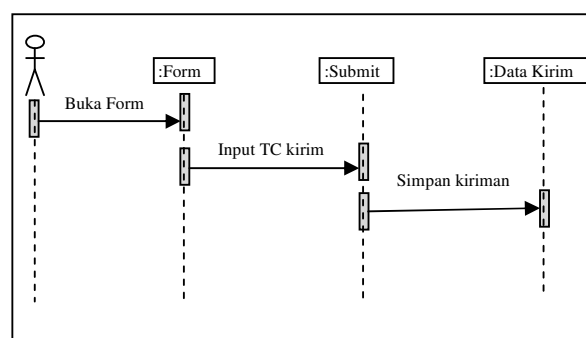 :Form
:Submit
:Data Kirim
Buka Form
Input TC kirim
Simpan kiriman